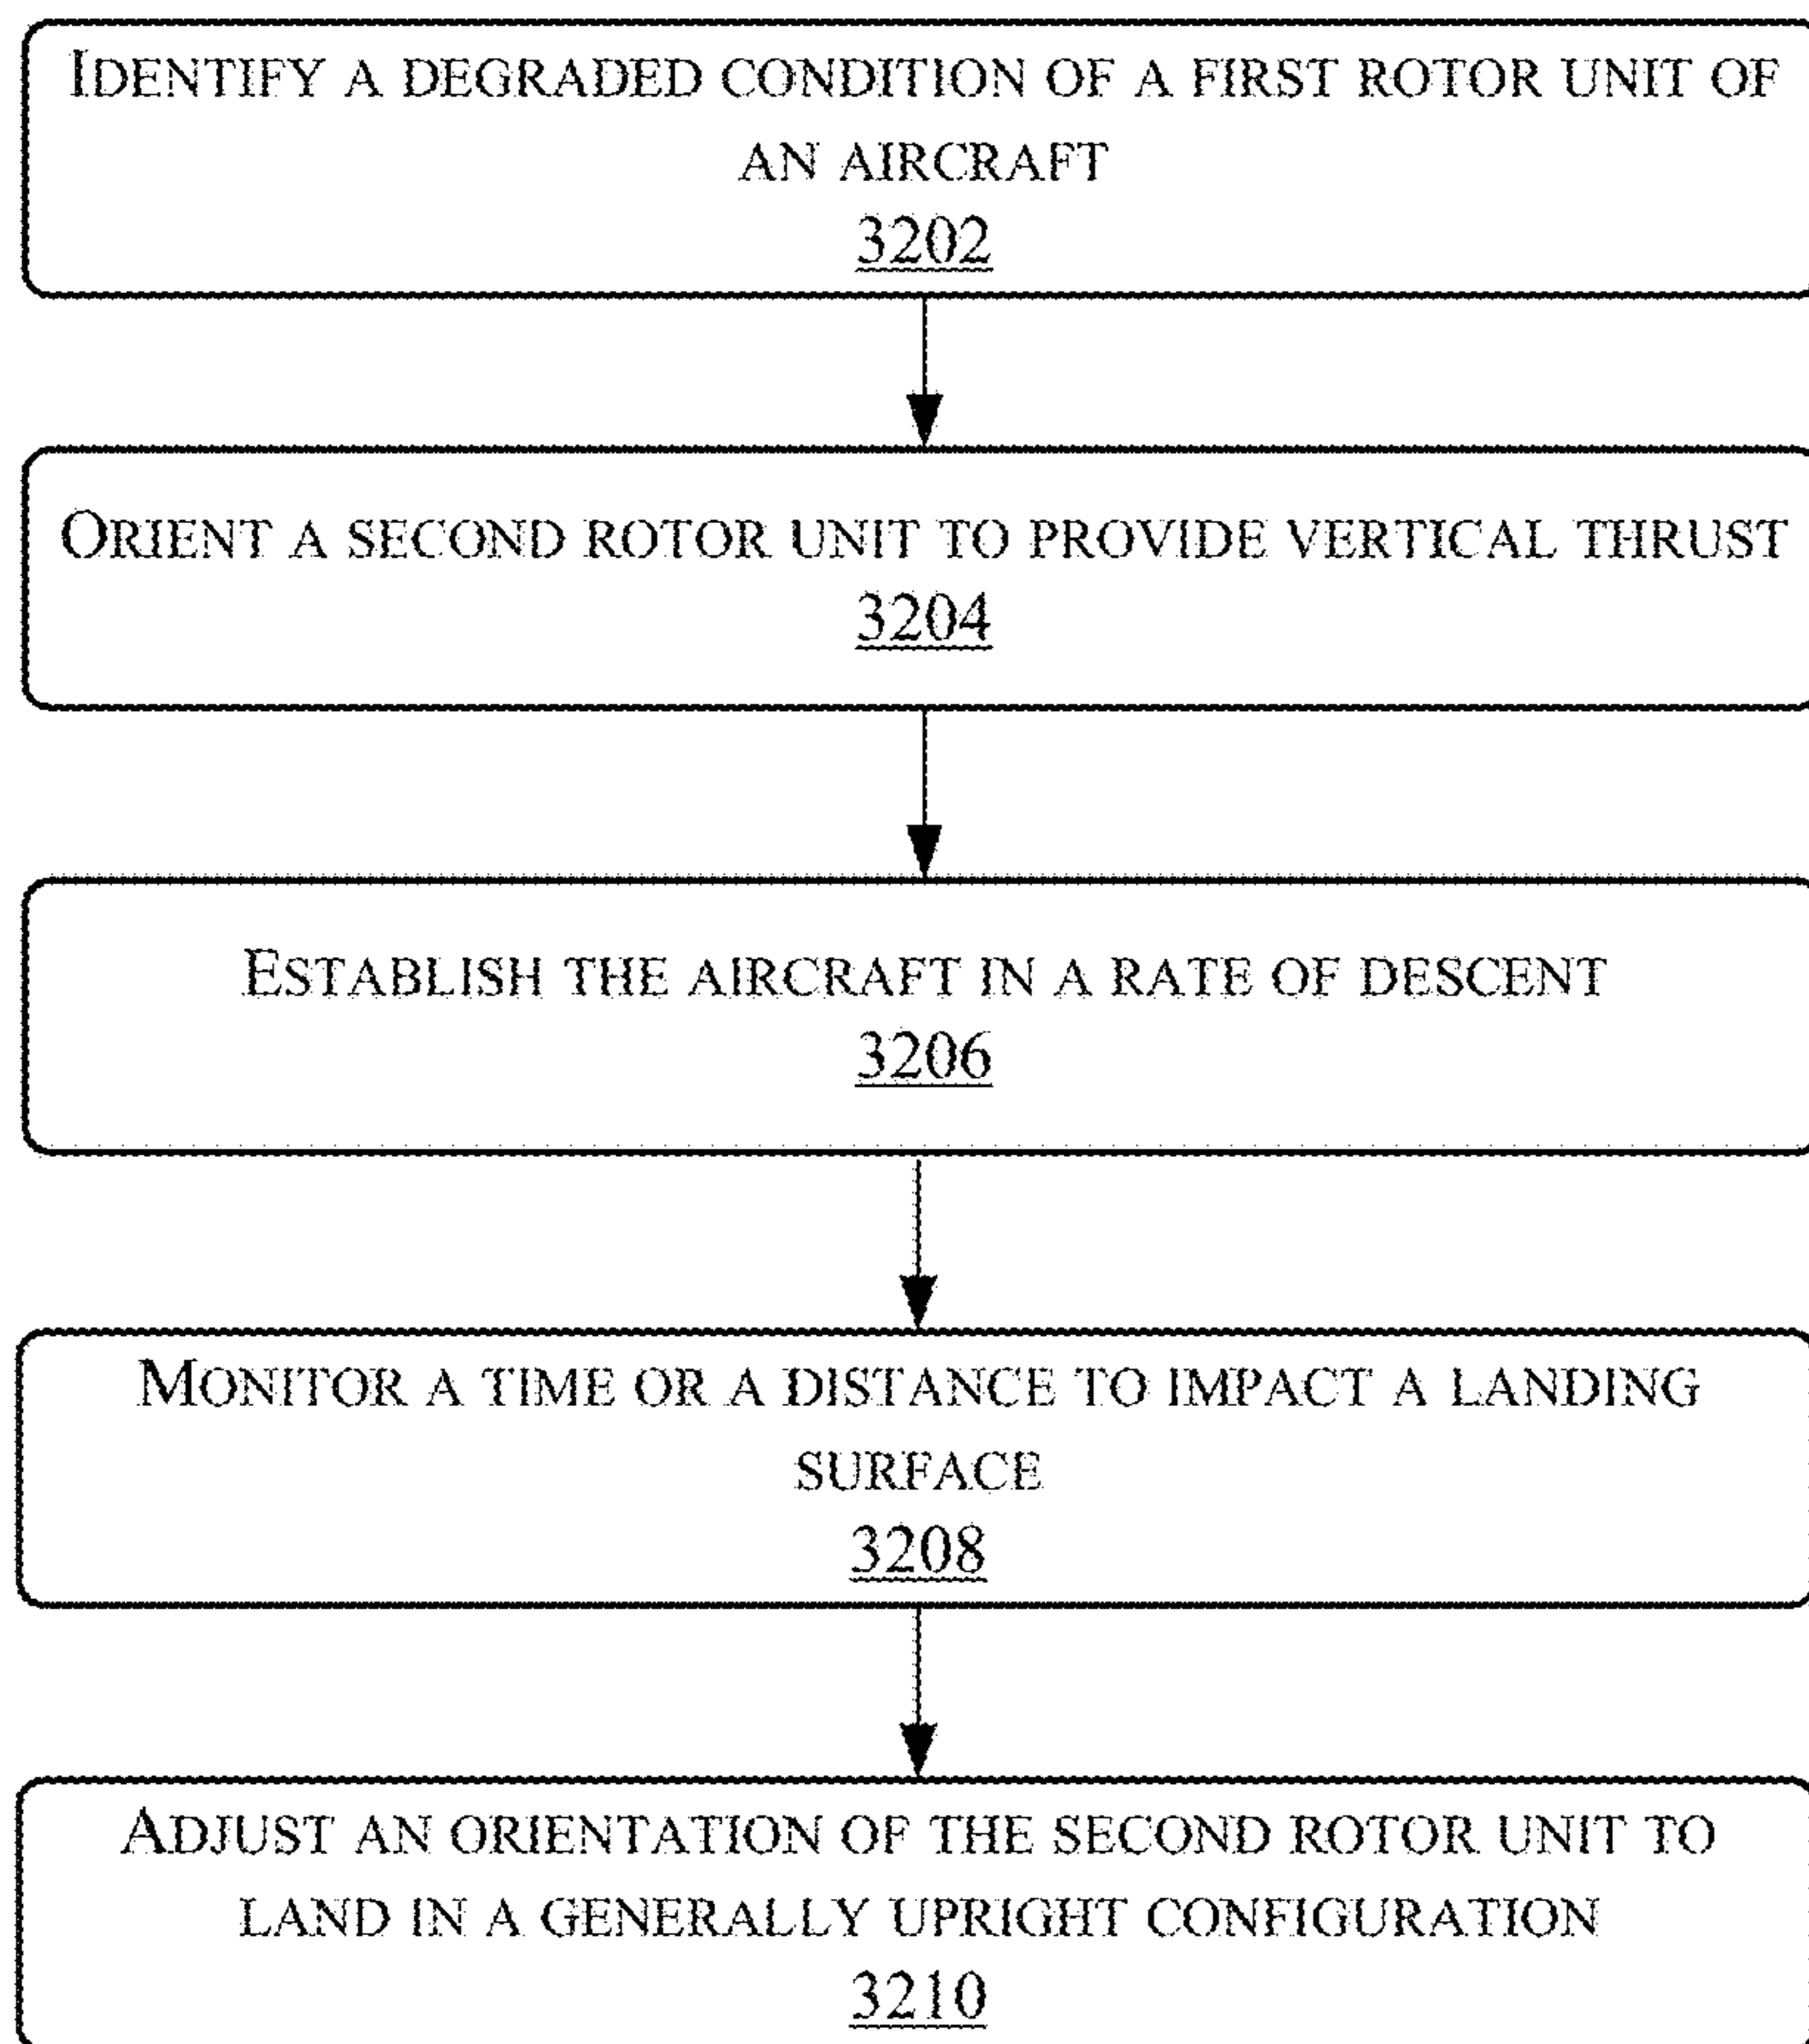 IDENTIFY A DEGRADED CONDITION OF A FIRST ROTOR UNIT OF
AN AIRCRAFT
3202
ORIENT A SECOND ROTOR UNIT TO PROVIDE VERTICAL THRUST
3204
ESTABLISH THE AIRCRAFT IN A RATE OF DESCENT
3206
MONITOR A TIME OR A DISTANCE TO IMPACT A LANDING
SURFACE
3208
ADJUST AN ORIENTATION OF THE SECOND ROTOR UNIT TO
LAND IN A GENERALLY UPRIGHT CONFIGURATION
3210